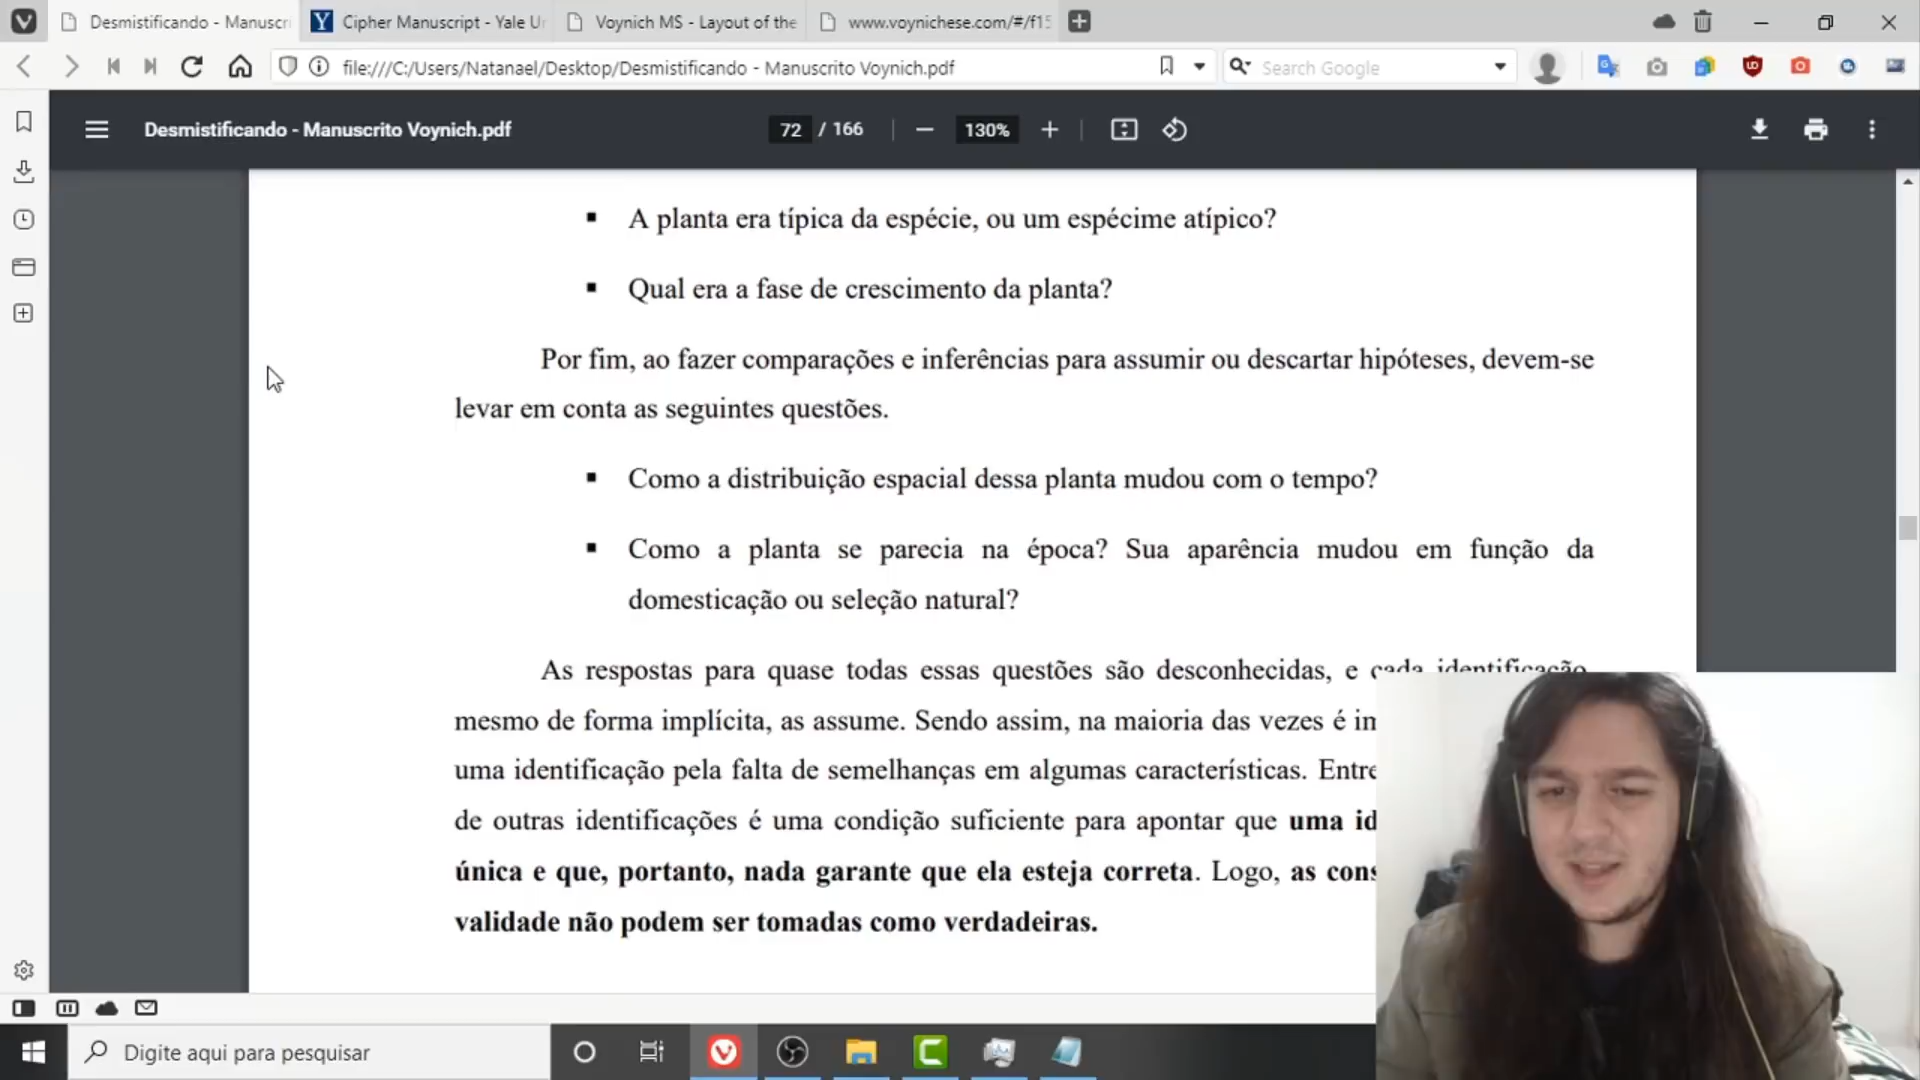 Desmistificando - Manuscri
Cipher Manuscript - Yale Ur
Voynich MS - Layout of the
www.voynichese.com/#/f15
file:///C:/Users/Natanael/Desktop/Desmistificando - Manuscrito Voynich.pdf
Search Google
Desmistificando - Manuscrito Voynich.pdf
72 / 166
130%
▪ A planta era típica da espécie, ou um espécime atípico?
▪ Qual era a fase de crescimento da planta?
Por fim, ao fazer comparações e inferências para assumir ou descartar hipóteses, devem-se
levar em conta as seguintes questões.
▪ Como a distribuição espacial dessa planta mudou com o tempo?
▪ Como a planta se parecia na época? Sua aparência mudou em função da
domesticação ou seleção natural?
As respostas para quase todas essas questões são desconhecidas, e cada identificação,
mesmo de forma implícita, as assume. Sendo assim, na maioria das vezes é
uma identificação pela falta de semelhanças em algumas características.
de outras identificações é uma condição suficiente para apontar que uma
única e que, portanto, nada garante que ela esteja correta. Logo, as
validade não podem ser tomadas como verdadeiras.
Digite aqui para pesquisar